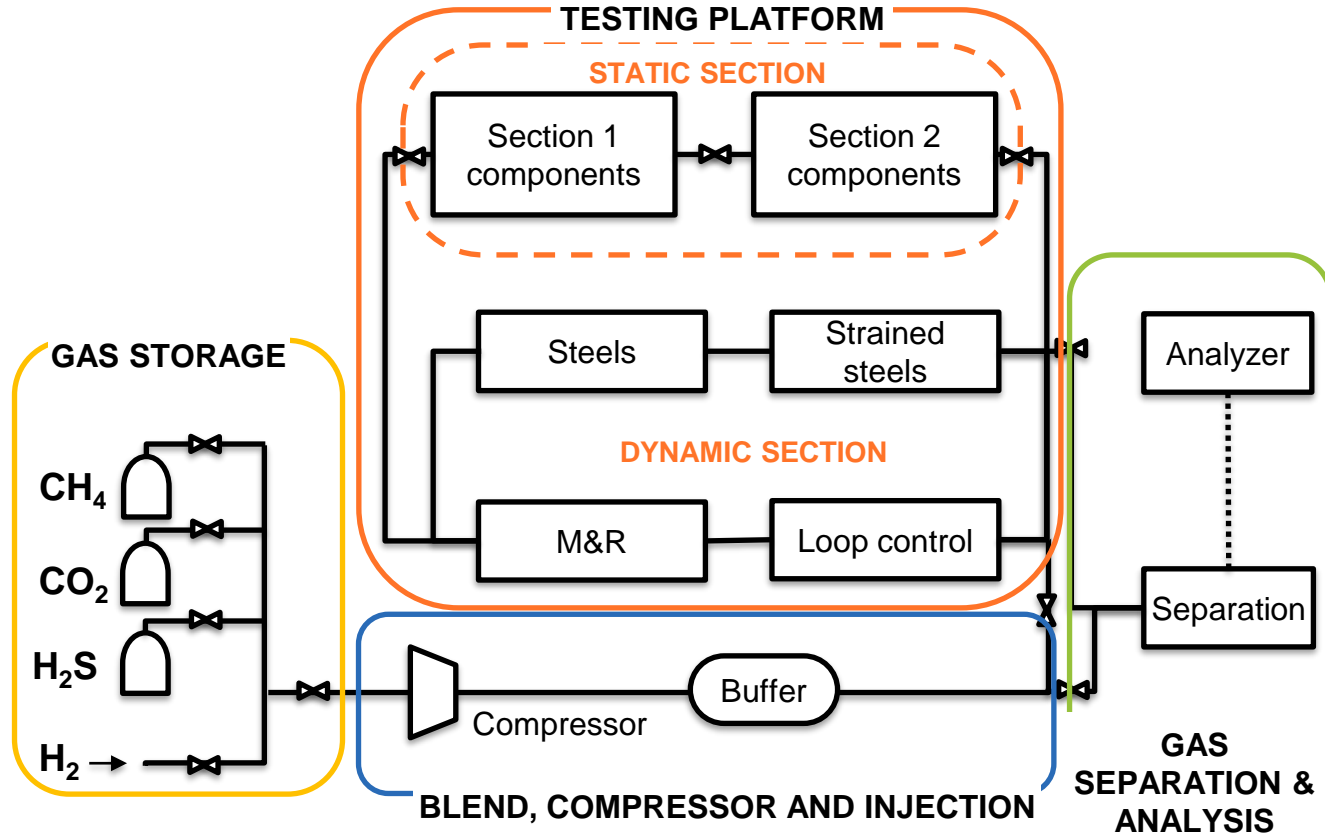 TESTING PLATFORM
STATIC SECTION
Section 1
components
Section 2
components
Steels
Strained
steels
DYNAMIC SECTION
M&R
Loop control
GAS STORAGE
CH₄
CO₂
H₂S
H₂
Compressor
Buffer
BLEND, COMPRESSOR AND INJECTION
Analyzer
Separation
GAS
SEPARATION &
ANALYSIS